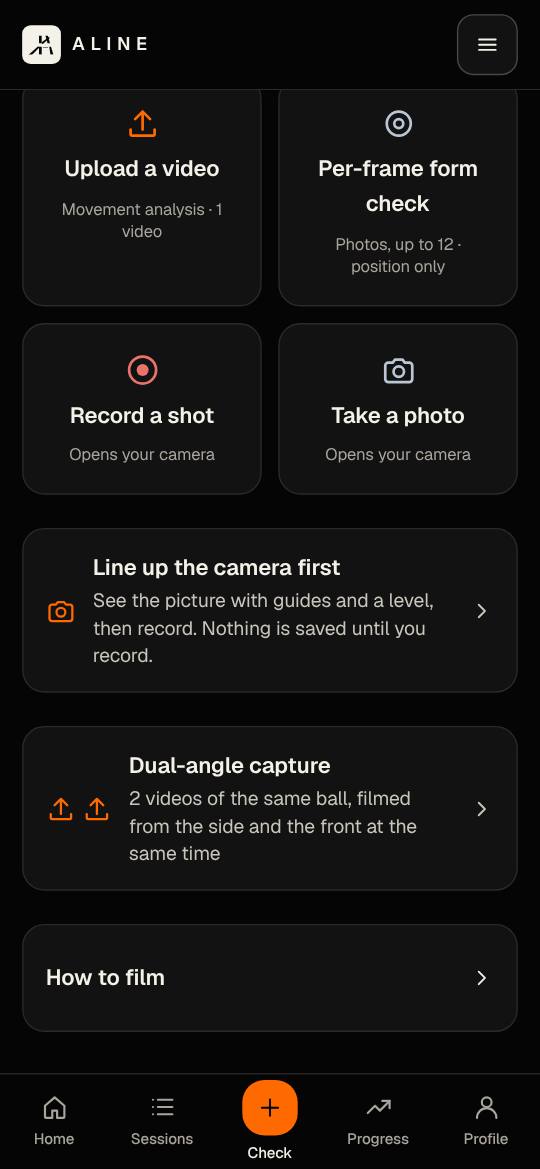 ALINE
Upload a video
Movement analysis · 1
video
Per-frame form
check
Photos, up to 12 ·
position only
Record a shot
Opens your camera
Take a photo
Opens your camera
Line up the camera first
See the picture with guides and a level,
then record. Nothing is saved until you
record.
Dual-angle capture
2 videos of the same ball, filmed
from the side and the front at the
same time
How to film
Home
Sessions
Check
Progress
Profile